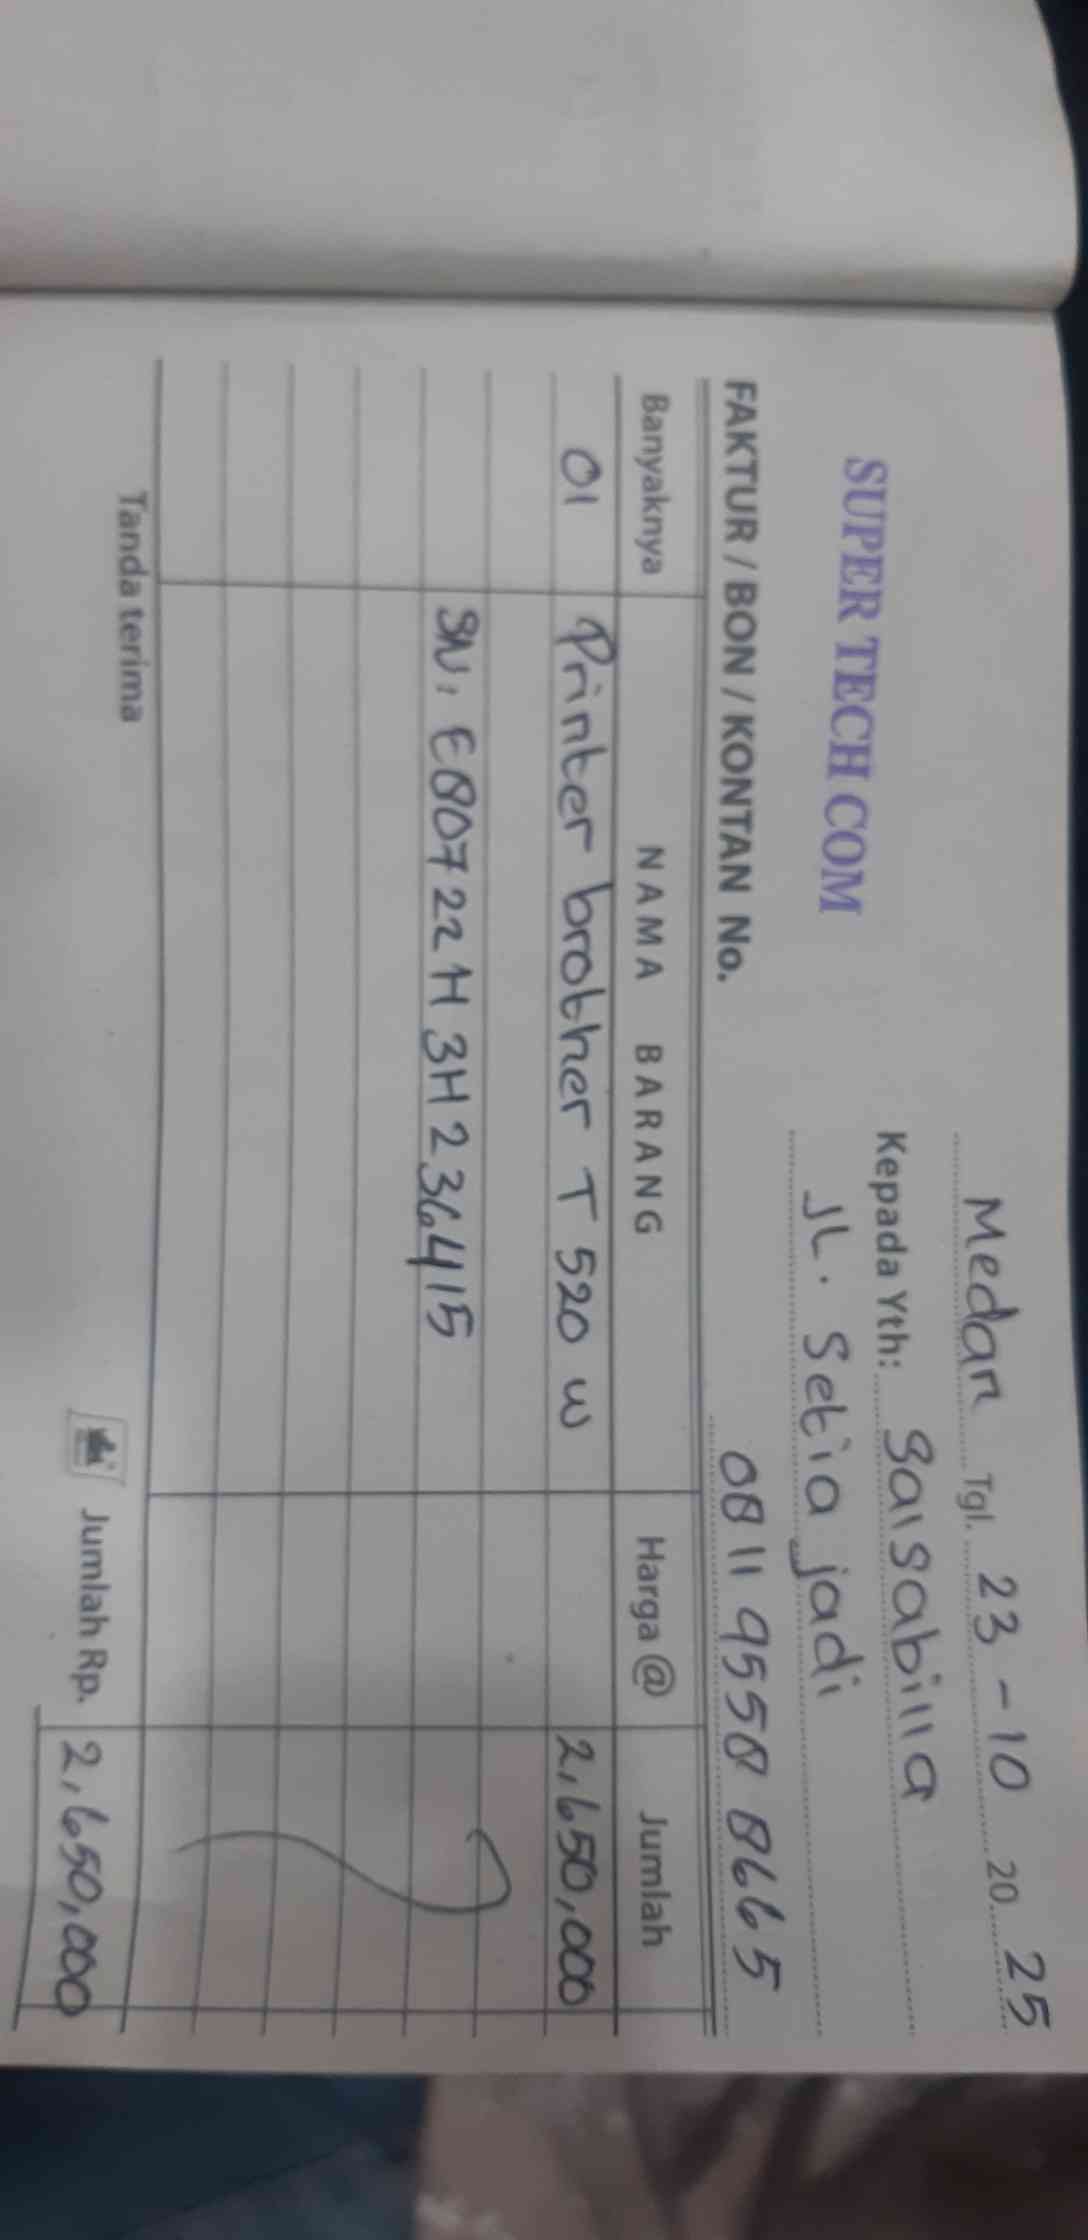 Medan Tgl. 23-10 20 25
SUPER TECH COM
Kepada Yth: Salsabilla
JL. Setia jadi
FAKTUR / BON / KONTAN No.
0811 9558 8665
Banyaknya NAMA BARANG Harga @ Jumlah
01 Printer brother T 520 W 2,650,000
SN: E80722H3H236415
Tanda terima Jumlah Rp. 2,650,000